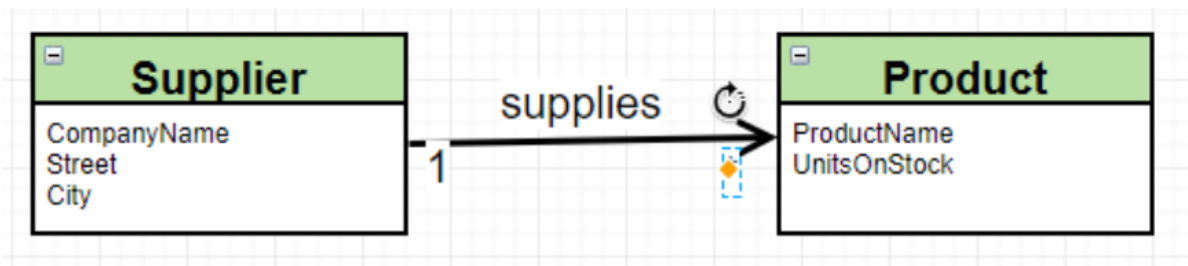 Supplier
CompanyName
Street
City
supplies
1
Product
ProductName
UnitsOnStock